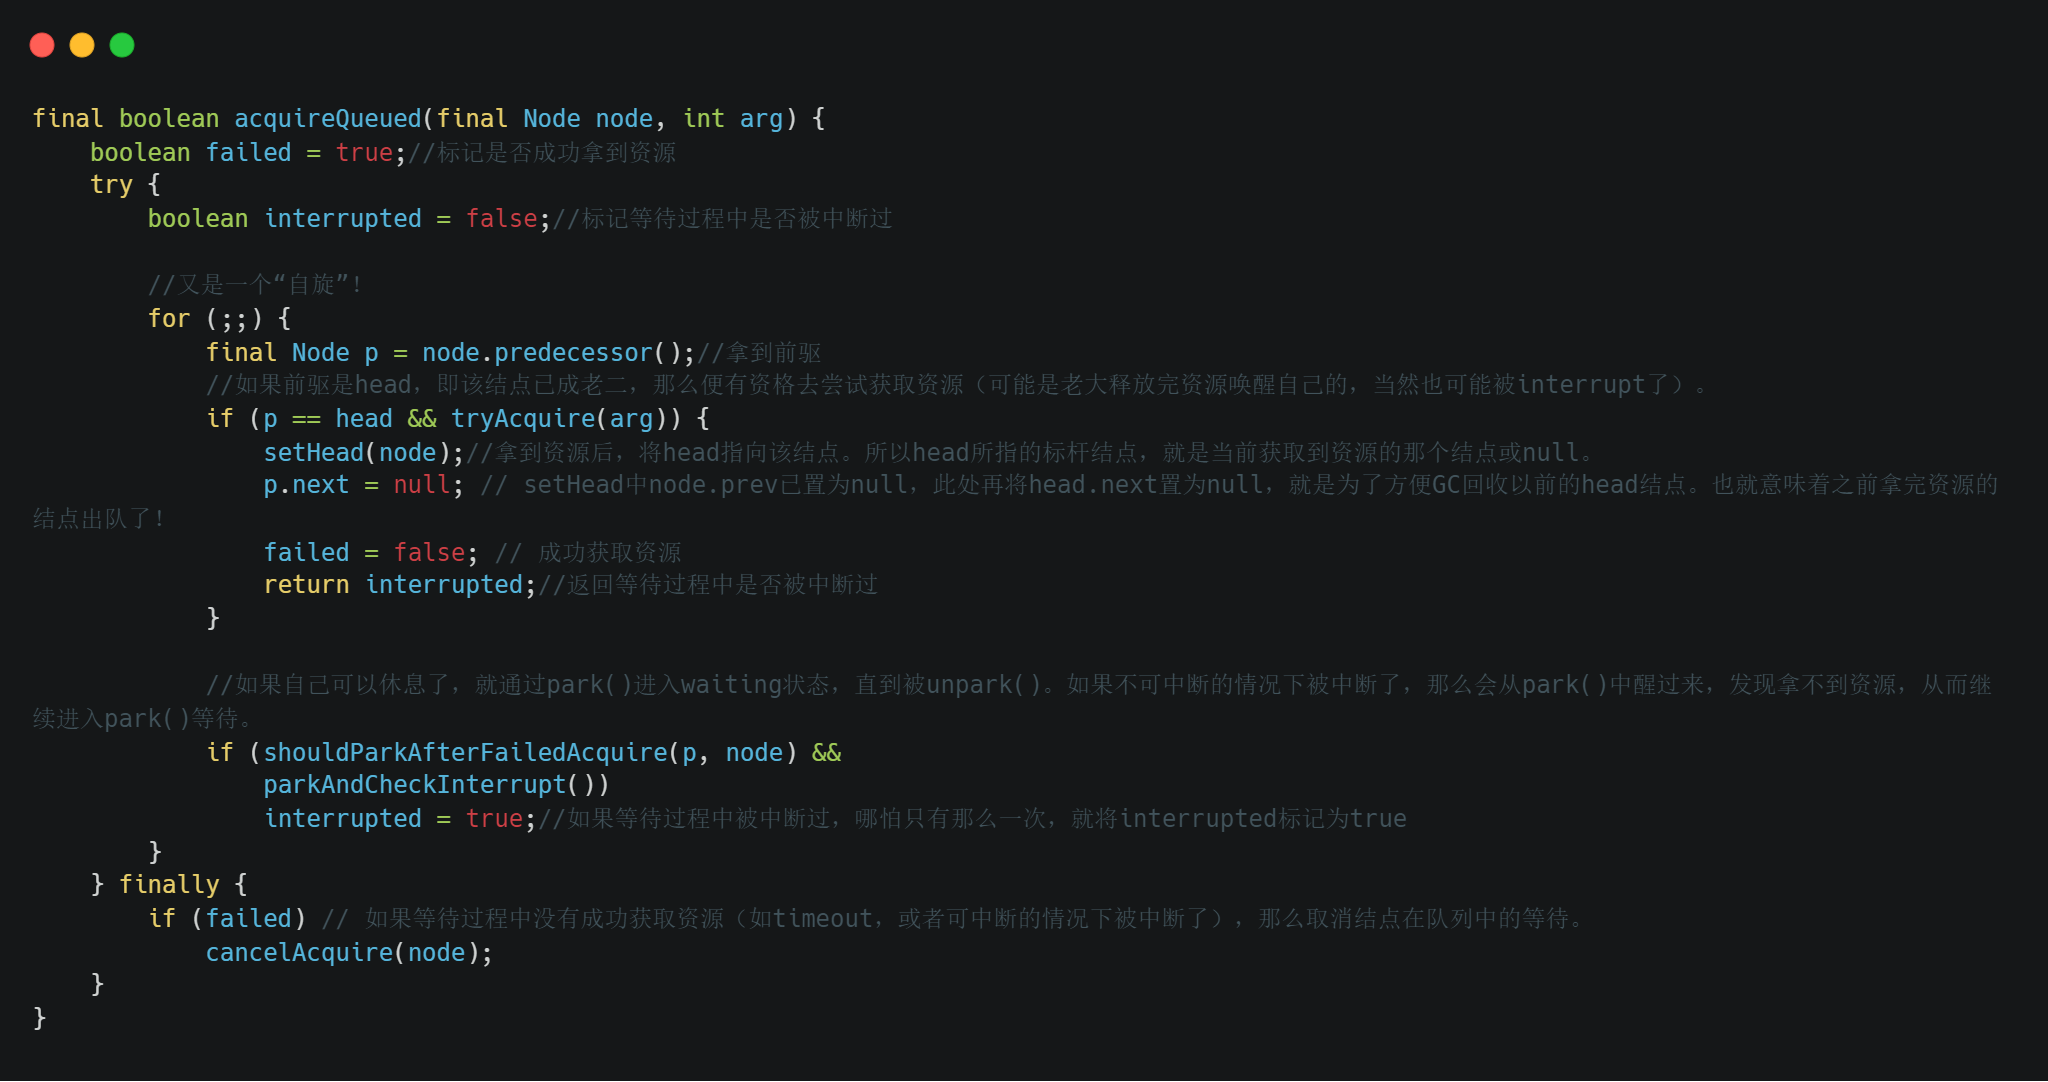 final boolean acquireQueued(final Node node, int arg) {
    boolean failed = true;//标记是否成功拿到资源
    try {
        boolean interrupted = false;//标记等待过程中是否被中断过

        //又是一个“自旋”！
        for (;;) {
            final Node p = node.predecessor();//拿到前驱
            //如果前驱是head，即该结点已成老二，那么便有资格去尝试获取资源（可能是老大释放完资源唤醒自己的，当然也可能被interrupt了）。
            if (p == head && tryAcquire(arg)) {
                setHead(node);//拿到资源后，将head指向该结点。所以head所指的标杆结点，就是当前获取到资源的那个结点或null。
                p.next = null; // setHead中node.prev已置为null，此处再将head.next置为null，就是为了方便GC回收以前的head结点。也就意味着之前拿完资源的
结点出队了！
                failed = false; // 成功获取资源
                return interrupted;//返回等待过程中是否被中断过
            }

            //如果自己可以休息了，就通过park()进入waiting状态，直到被unpark()。如果不可中断的情况下被中断了，那么会从park()中醒过来，发现拿不到资源，从而继
续进入park()等待。
            if (shouldParkAfterFailedAcquire(p, node) &&
                parkAndCheckInterrupt())
                interrupted = true;//如果等待过程中被中断过，哪怕只有那么一次，就将interrupted标记为true
        }
    } finally {
        if (failed) // 如果等待过程中没有成功获取资源（如timeout，或者可中断的情况下被中断了），那么取消结点在队列中的等待。
            cancelAcquire(node);
    }
}